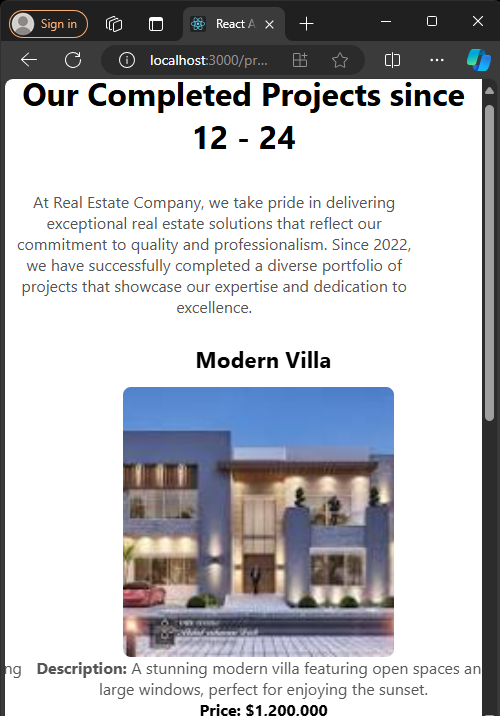 Sign in
React A
localhost:3000/pr...
Our Completed Projects since
12 - 24
At Real Estate Company, we take pride in delivering
exceptional real estate solutions that reflect our
commitment to quality and professionalism. Since 2022,
we have successfully completed a diverse portfolio of
projects that showcase our expertise and dedication to
excellence.
Modern Villa
ng Description: A stunning modern villa featuring open spaces an
large windows, perfect for enjoying the sunset.
Price: $1,200,000